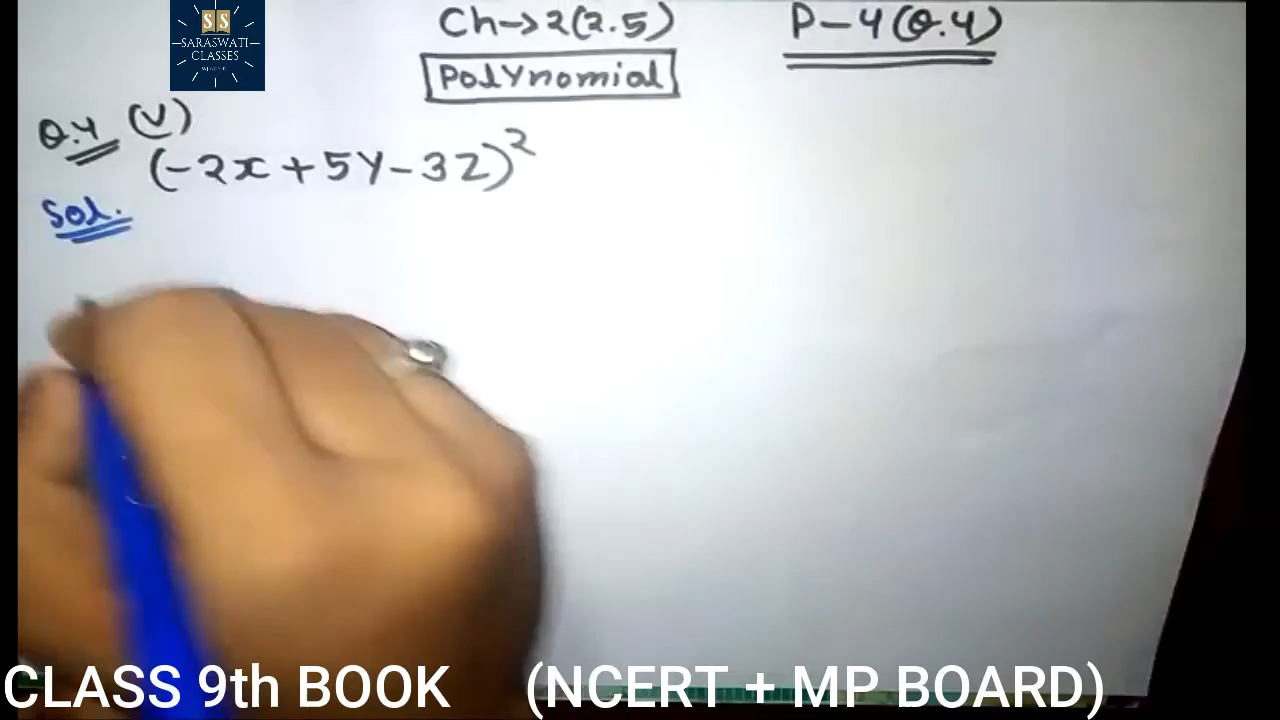 SS
SARASWATI
CLASSES
Ch→2(2.5)
P-4(Q.4)
Polynomial
Q.4 (V)
(-2x+5y-3z)²
Sol.
CLASS 9th BOOK (NCERT + MP BOARD)